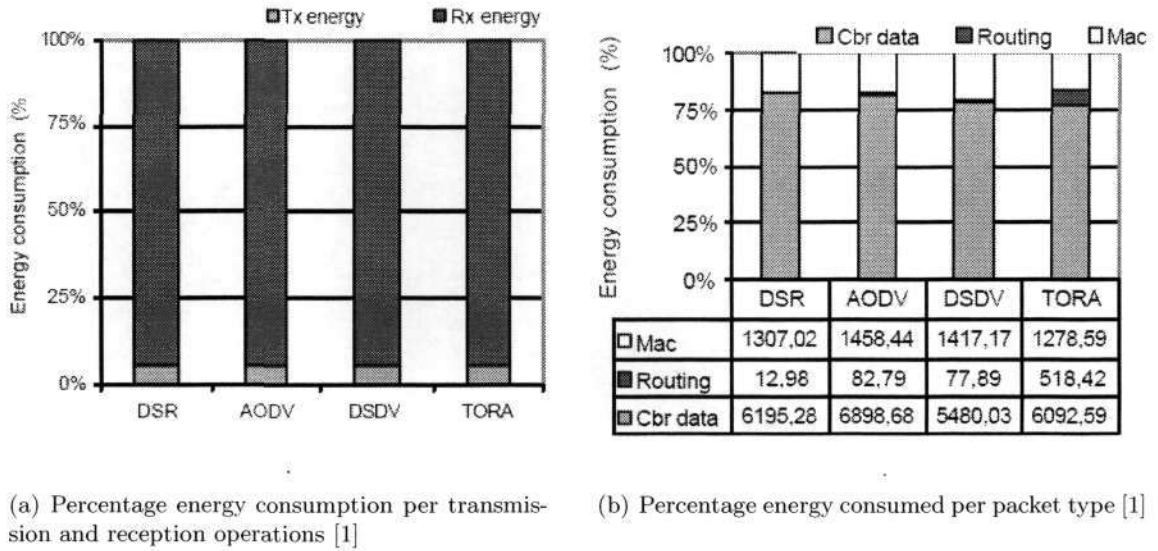 Tx energy Rx energy
Energy consumption (%
100%
75%
50%
25%
0%
DSR AODV DSDV TORA
Cbr data Routing Mac
Energy consumption (%)
100%
75%
50%
25%
0%
DSR AODV DSDV TORA
Mac 1307,02 1458,44 1417,17 1278,59
Routing 12,98 82,79 77,89 518,42
Cbr data 6195,28 6898,68 5480,03 6092,59
(a) Percentage energy consumption per transmis-
sion and reception operations [1]
(b) Percentage energy consumed per packet type [1]